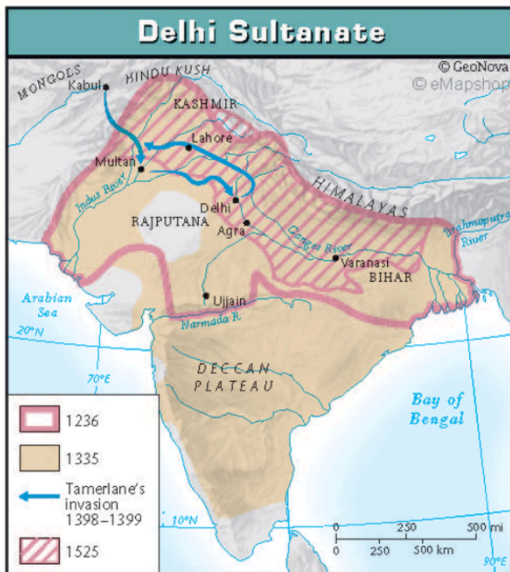 Delhi Sultanate
© GeoNova
© eMapshop
MONGOLS
HINDU KUSH
Kabul
KASHMIR
Lahore
Multan
Indus River
HIMALAYAS
Delhi
RAJPUTANA
Agra
Ganges River
Brahmaputra
River
Varanasi
BIHAR
Arabian
Sea
Ujjain
Narmada R.
20°N
70°E
DECCAN
PLATEAU
Bay of
Bengal
1236
1335
Tamerlane's
invasion
1398–1399
1525
10°N
0 250 500 mi
0 250 500 km
90°E